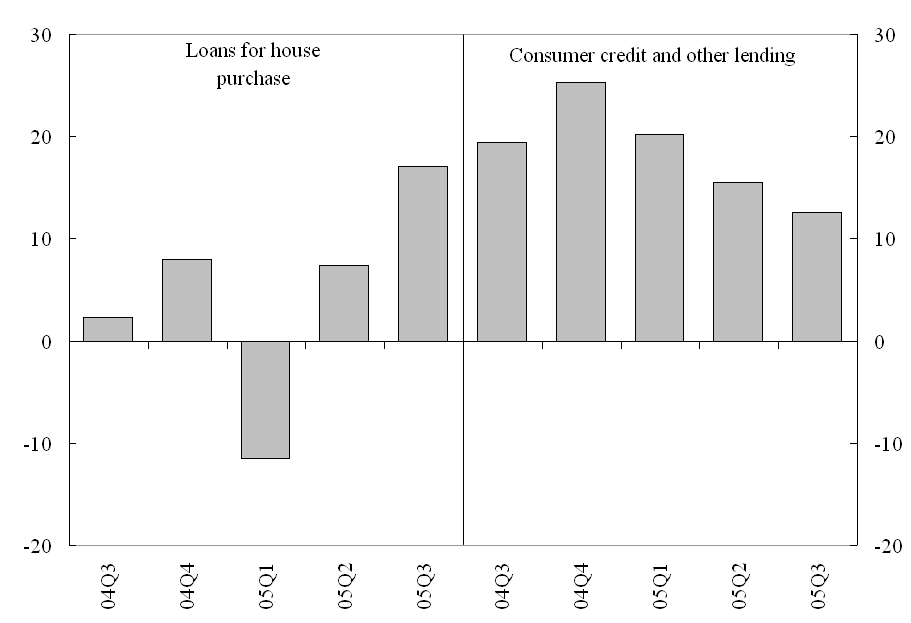 Loans for house
purchase
Consumer credit and other lending
30
20
10
0
-10
-20
30
20
10
0
-10
-20
04Q3
04Q4
05Q1
05Q2
05Q3
04Q3
04Q4
05Q1
05Q2
05Q3